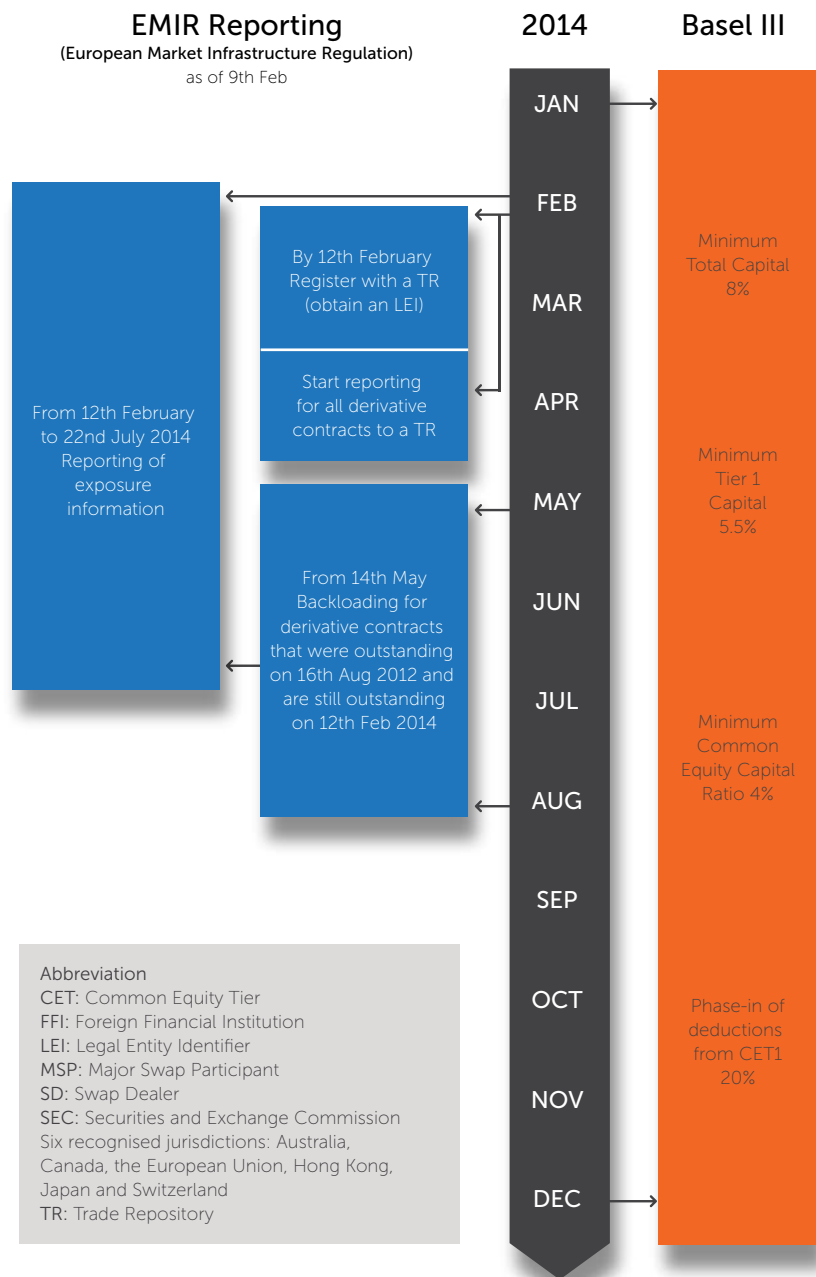 EMIR Reporting
(European Market Infrastructure Regulation)
as of 9th Feb
2014
Basel III
JAN
FEB
MAR
APR
MAY
JUN
JUL
AUG
SEP
OCT
NOV
DEC
From 12th February
to 22nd July 2014
Reporting of
exposure
information
By 12th February
Register with a TR
(obtain an LEI)
Start reporting
for all derivative
contracts to a TR
From 14th May
Backloading for
derivative contracts
that were outstanding
on 16th Aug 2012 and
are still outstanding
on 12th Feb 2014
Minimum
Total Capital
8%
Minimum
Tier 1
Capital
5.5%
Minimum
Common
Equity Capital
Ratio 4%
Phase-in of
deductions
from CET1
20%
Abbreviation
CET: Common Equity Tier
FFI: Foreign Financial Institution
LEI: Legal Entity Identifier
MSP: Major Swap Participant
SD: Swap Dealer
SEC: Securities and Exchange Commission
Six recognised jurisdictions: Australia,
Canada, the European Union, Hong Kong,
Japan and Switzerland
TR: Trade Repository